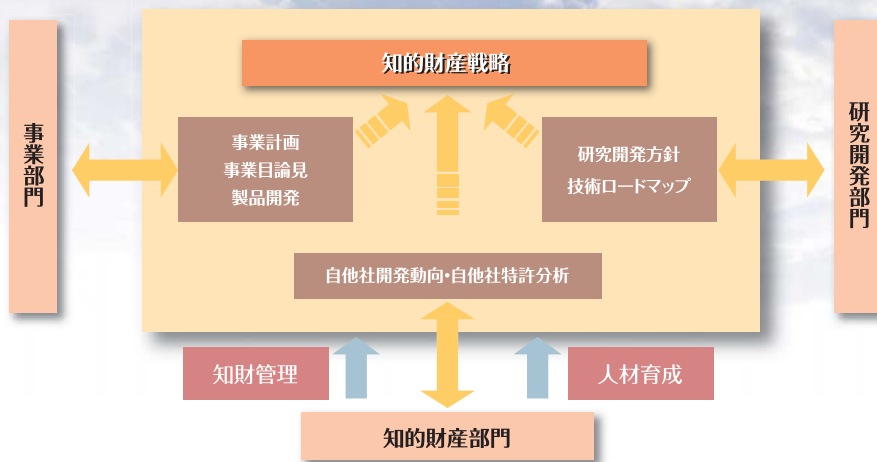 知的財産戦略
事業部門
事業計画
事業目論見
製品開発
研究開発方針
技術ロードマップ
研究開発部門
自他社開発動向・自他社特許分析
知財管理
人材育成
知的財産部門